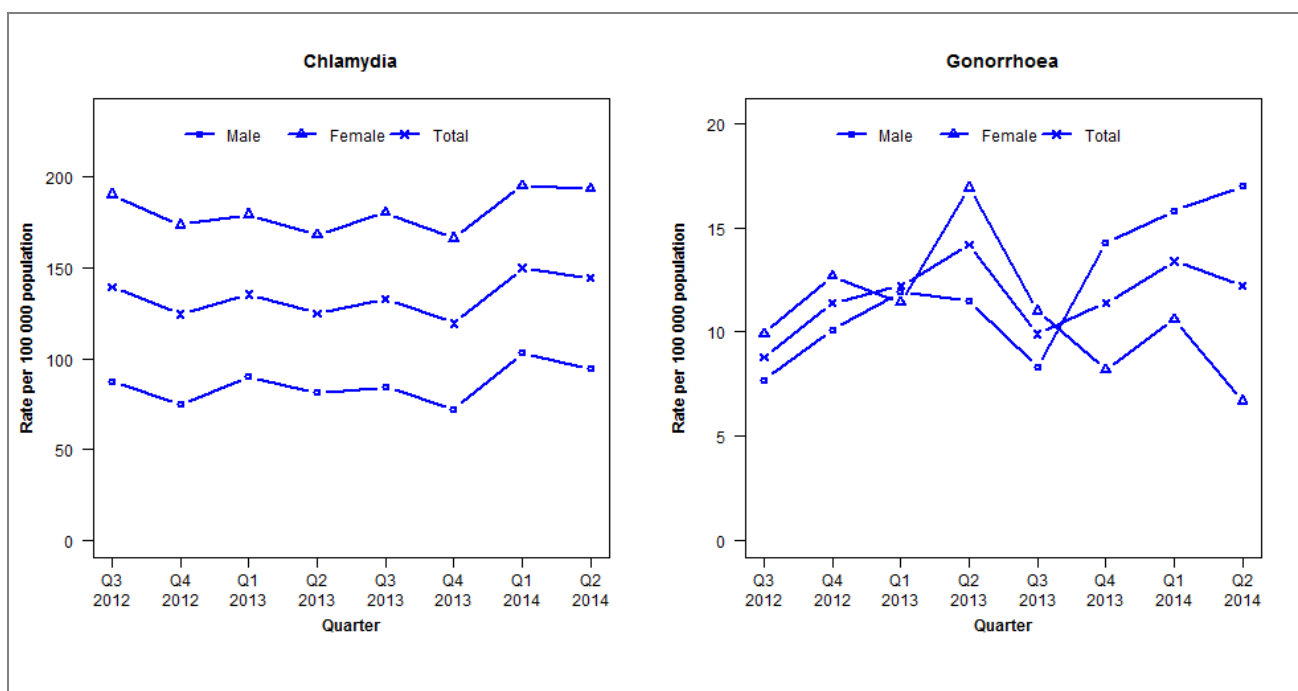 Chlamydia
Male Female Total
200
150
100
50
0
Rate per 100 000 population
Q3 Q4 Q1 Q2 Q3 Q4 Q1 Q2
2012 2012 2013 2013 2013 2013 2014 2014
Quarter
Gonorrhoea
Male Female Total
20
15
10
5
0
Rate per 100 000 population
Q3 Q4 Q1 Q2 Q3 Q4 Q1 Q2
2012 2012 2013 2013 2013 2013 2014 2014
Quarter